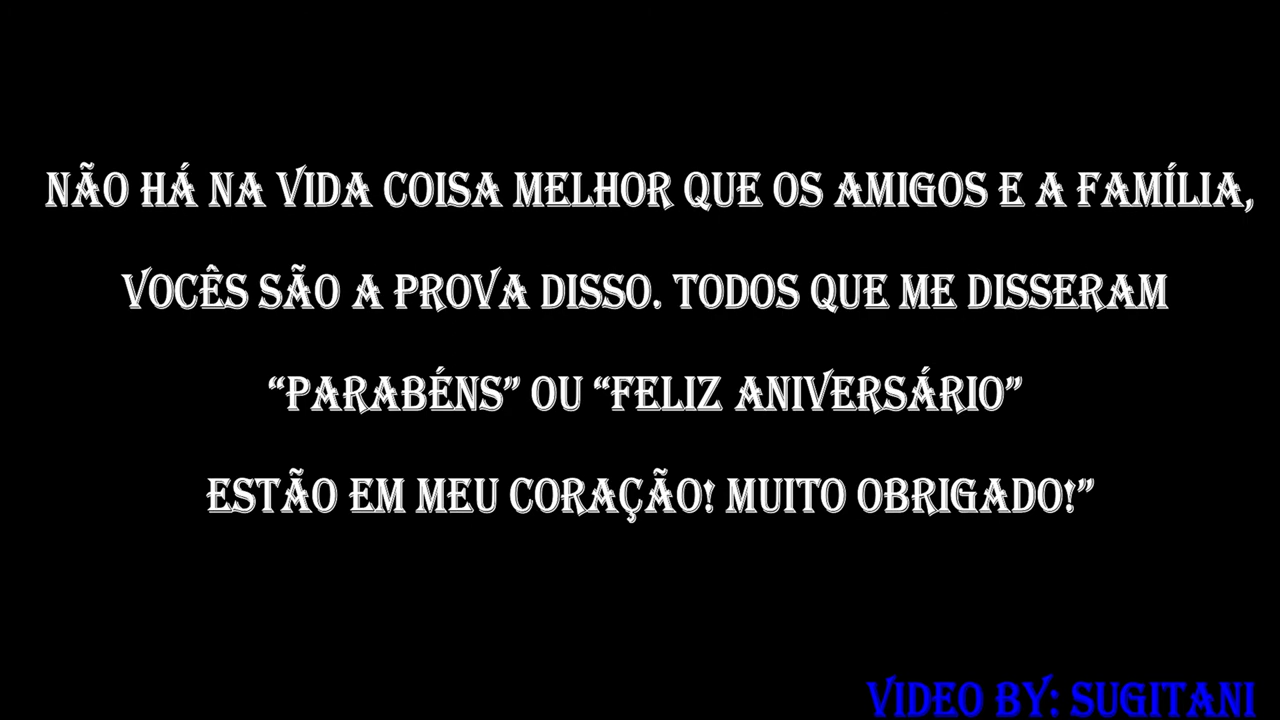 NÃO HÁ NA VIDA COISA MELHOR QUE OS AMIGOS E A FAMÍLIA,
VOCÊS SÃO A PROVA DISSO. TODOS QUE ME DISSERAM
“PARABÉNS” OU “FELIZ ANIVERSÁRIO”
ESTÃO EM MEU CORAÇÃO! MUITO OBRIGADO!”
VIDEO BY: SUGITANI